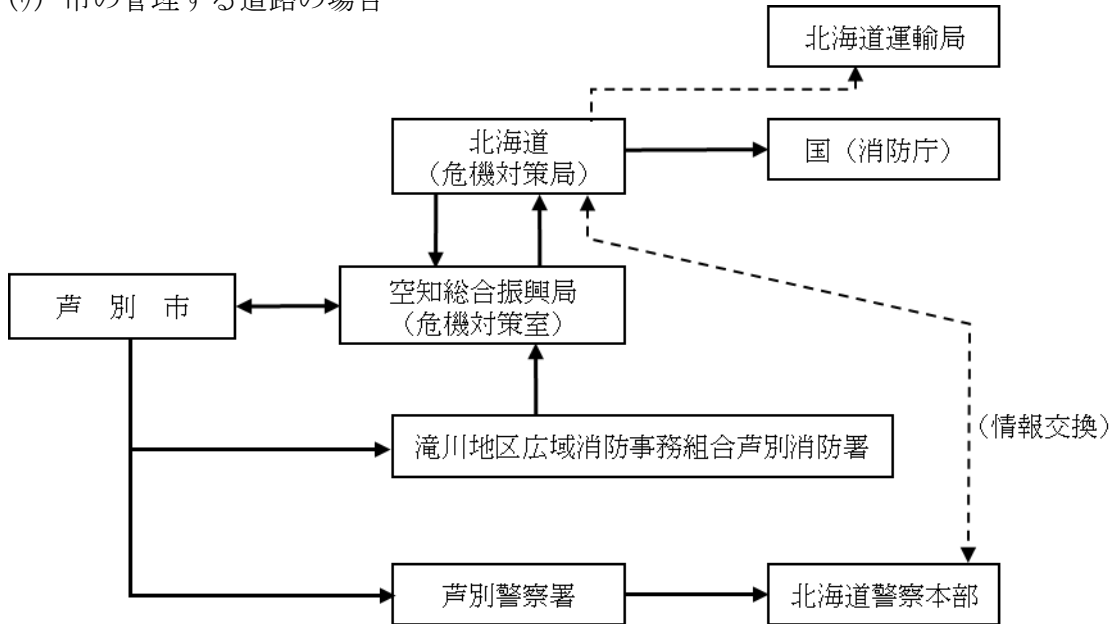 (ｳ) 市の管理する道路の場合
北海道運輸局
北海道
（危機対策局）
国（消防庁）
芦 別 市
空知総合振興局
（危機対策室）
滝川地区広域消防事務組合芦別消防署
（情報交換）
芦別警察署
北海道警察本部